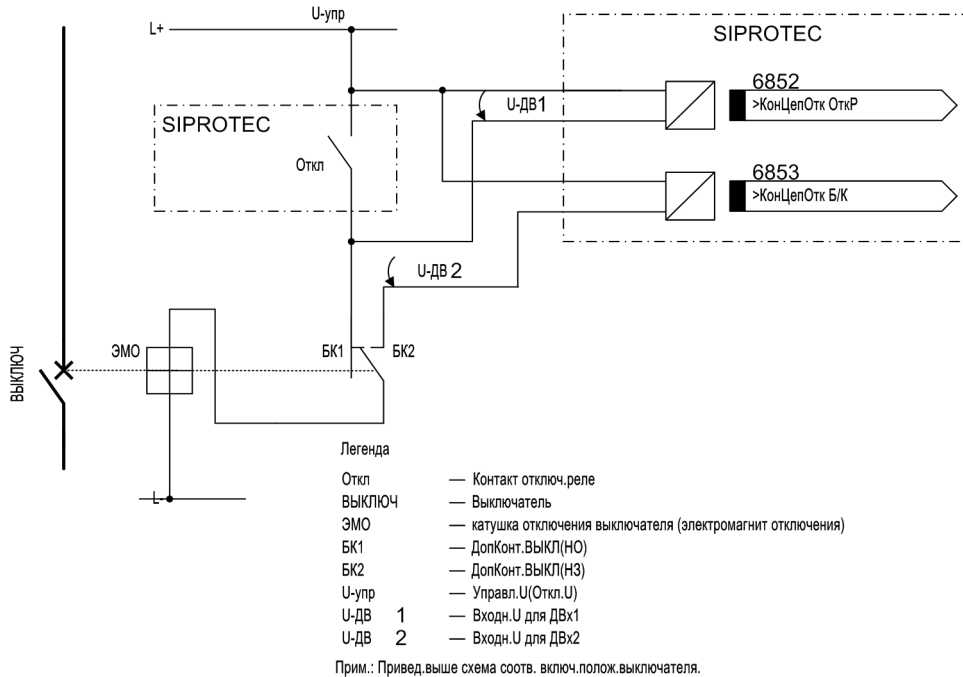 U-упр
L+
SIPROTEC
SIPROTEC
6852
>КонЦепОтк ОткР
U-ДВ1
Откл
6853
>КонЦепОтк Б/К
U-ДВ 2
ЭМО
БК1
БК2
ВЫКЛЮЧ
L-
Легенда
Откл — Контакт отключ.реле
ВЫКЛЮЧ — Выключатель
ЭМО — катушка отключения выключателя (электромагнит отключения)
БК1 — ДопКонт.ВЫКЛ(НО)
БК2 — ДопКонт.ВЫКЛ(НЗ)
U-упр — Управл.U(Откл.U)
U-ДВ 1 — Входн.U для ДВх1
U-ДВ 2 — Входн.U для ДВх2
Прим.: Привед.выше схема соотв. включ.полож.выключателя.